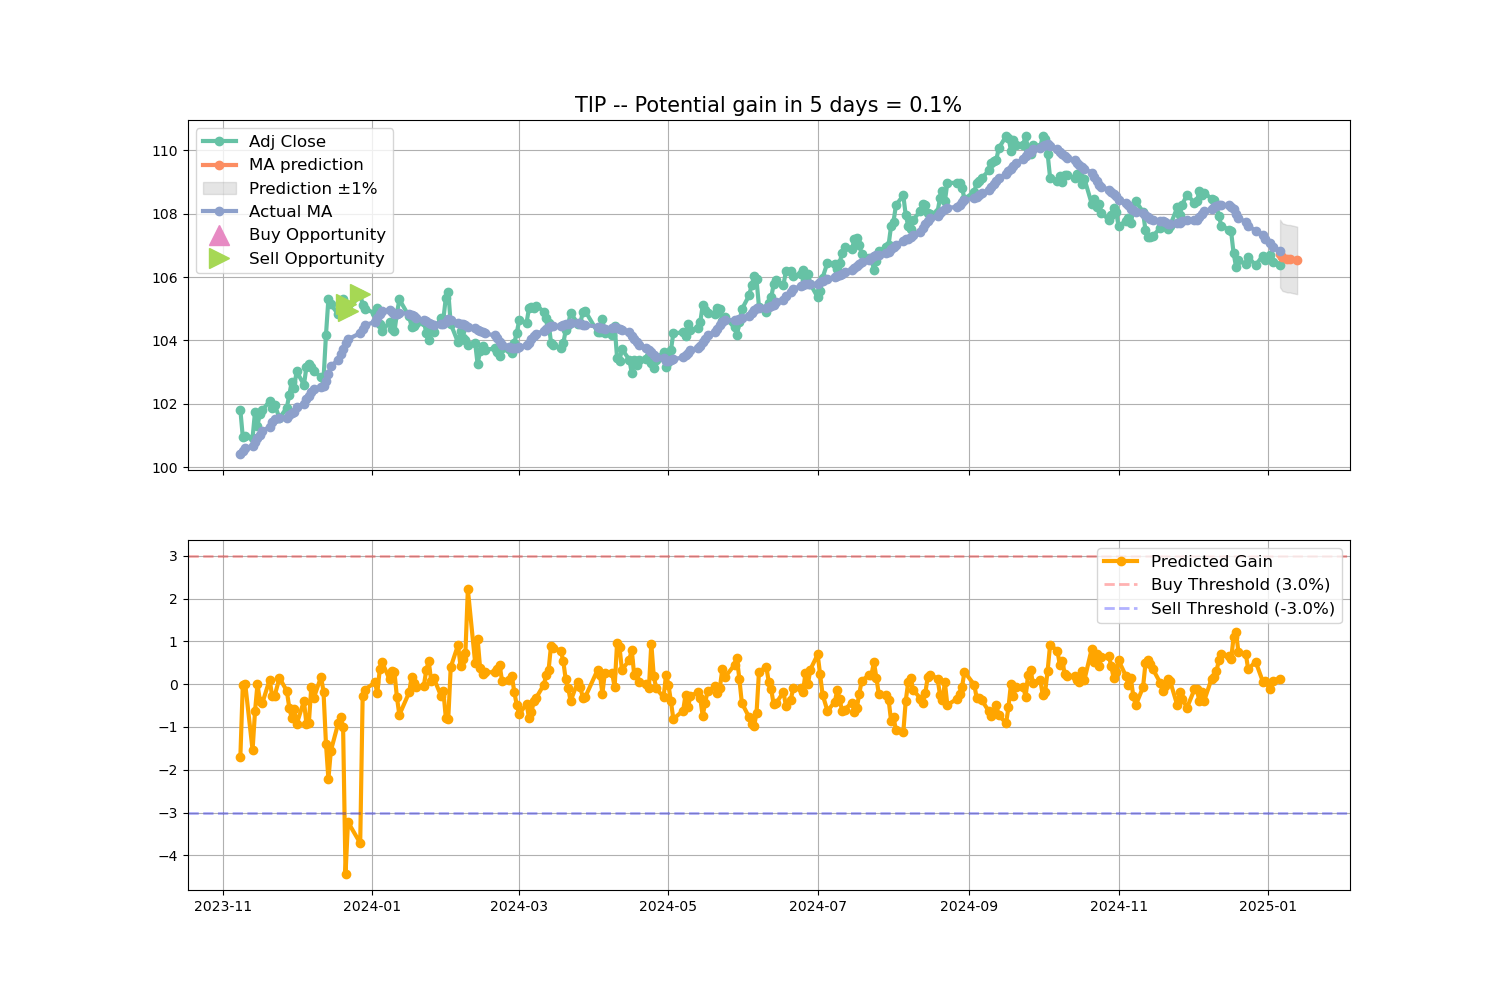 TIP -- Potential gain in 5 days = 0.1%
Adj Close
MA prediction
Prediction ±1%
Actual MA
Buy Opportunity
Sell Opportunity
110
108
106
104
102
100
Predicted Gain
Buy Threshold (3.0%)
Sell Threshold (-3.0%)
3
2
1
0
−1
−2
−3
−4
2023-11 2024-01 2024-03 2024-05 2024-07 2024-09 2024-11 2025-01